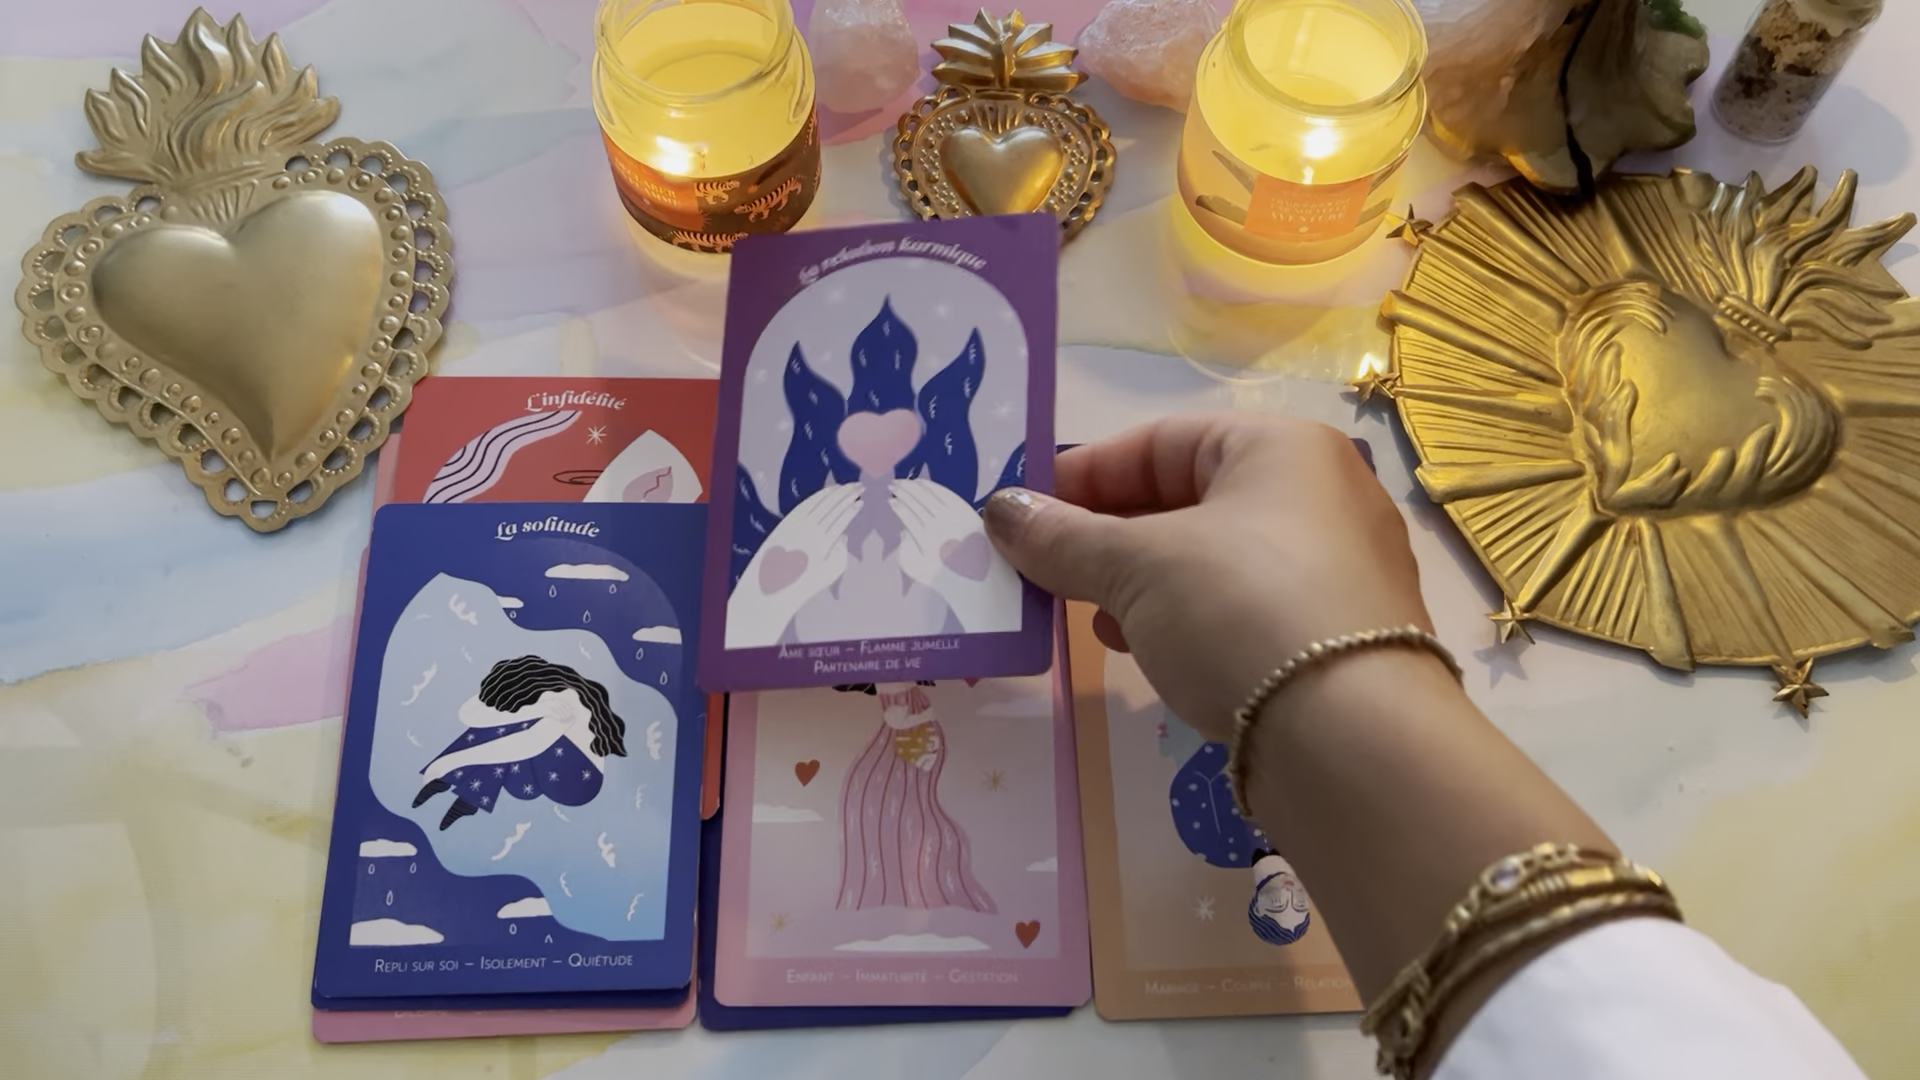 La relation karmique
L'infidélité
La solitude
Âme sœur – Flamme jumelle
Partenaire de vie
Repli sur soi – Isolement – Quiétude
Enfant – Immaturité – Gestation
Mariage – Couple – Relation